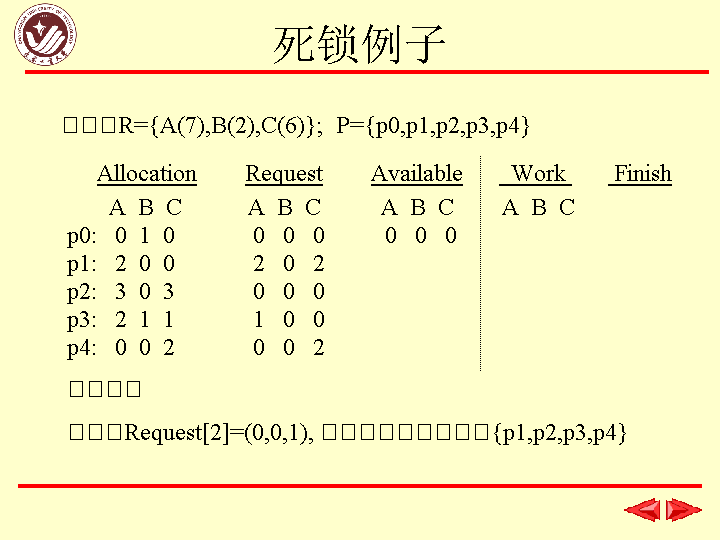 死锁例子
R={A(7),B(2),C(6)}; P={p0,p1,p2,p3,p4}
Allocation Request Available Work Finish
A B C A B C A B C A B C
p0: 0 1 0 0 0 0 0 0 0
p1: 2 0 0 2 0 2
p2: 3 0 3 0 0 0
p3: 2 1 1 1 0 0
p4: 0 0 2 0 0 2
Request[2]=(0,0,1), {p1,p2,p3,p4}